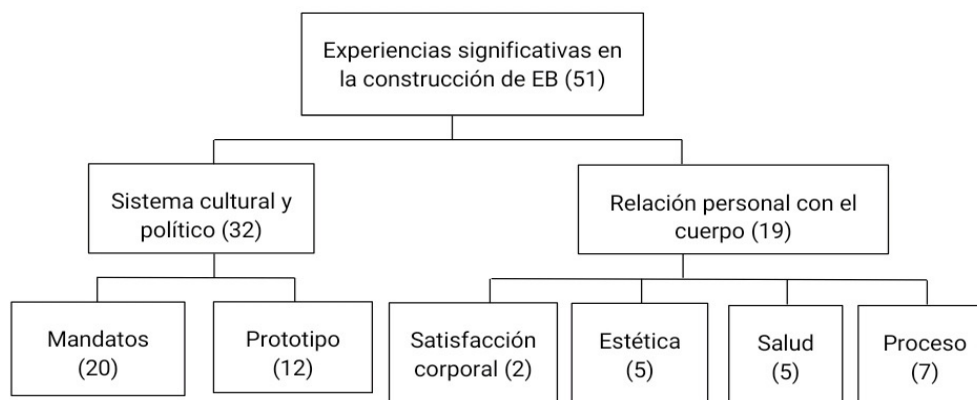 Experiencias significativas en
la construcción de EB (51)
Sistema cultural y
político (32)
Relación personal con el
cuerpo (19)
Mandatos
(20)
Prototipo
(12)
Satisfacción
corporal (2)
Estética
(5)
Salud
(5)
Proceso
(7)